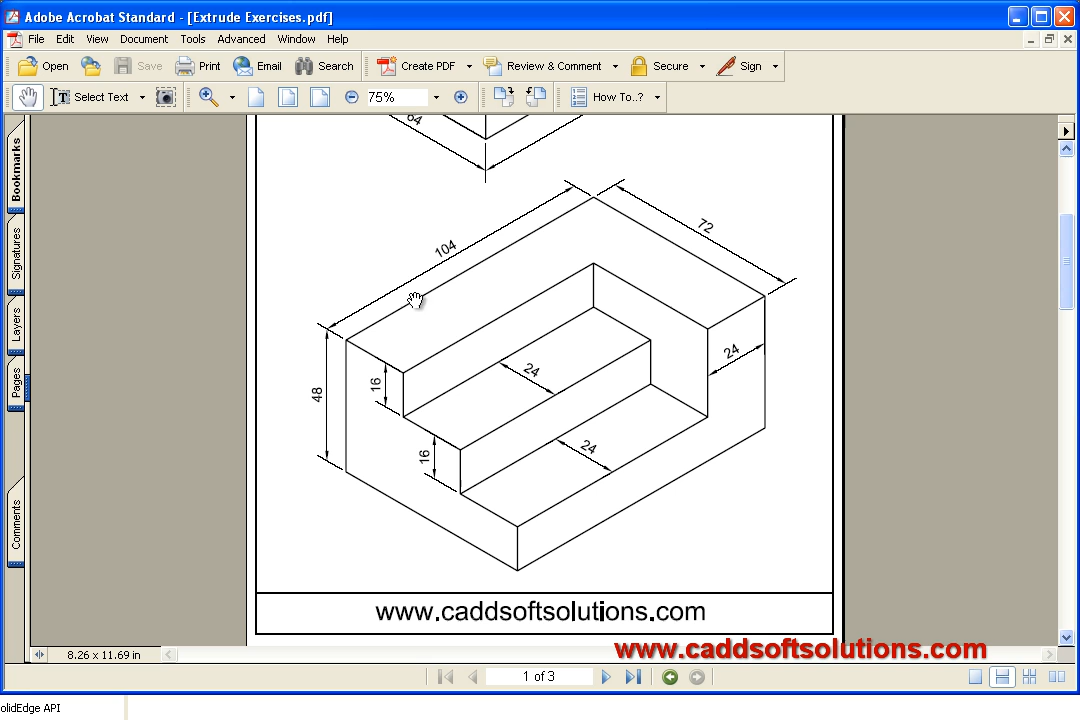 Adobe Acrobat Standard - [Extrude Exercises.pdf]
File Edit View Document Tools Advanced Window Help
Open Save Print Email Search Create PDF Review & Comment Secure Sign
Select Text 75% How To..?
Bookmarks
Signatures
Layers
Pages
Comments
64
104
72
48
16
24
24
16
24
www.caddsoftsolutions.com
www.caddsoftsolutions.com
8.26 x 11.69 in
1 of 3
olidEdge API